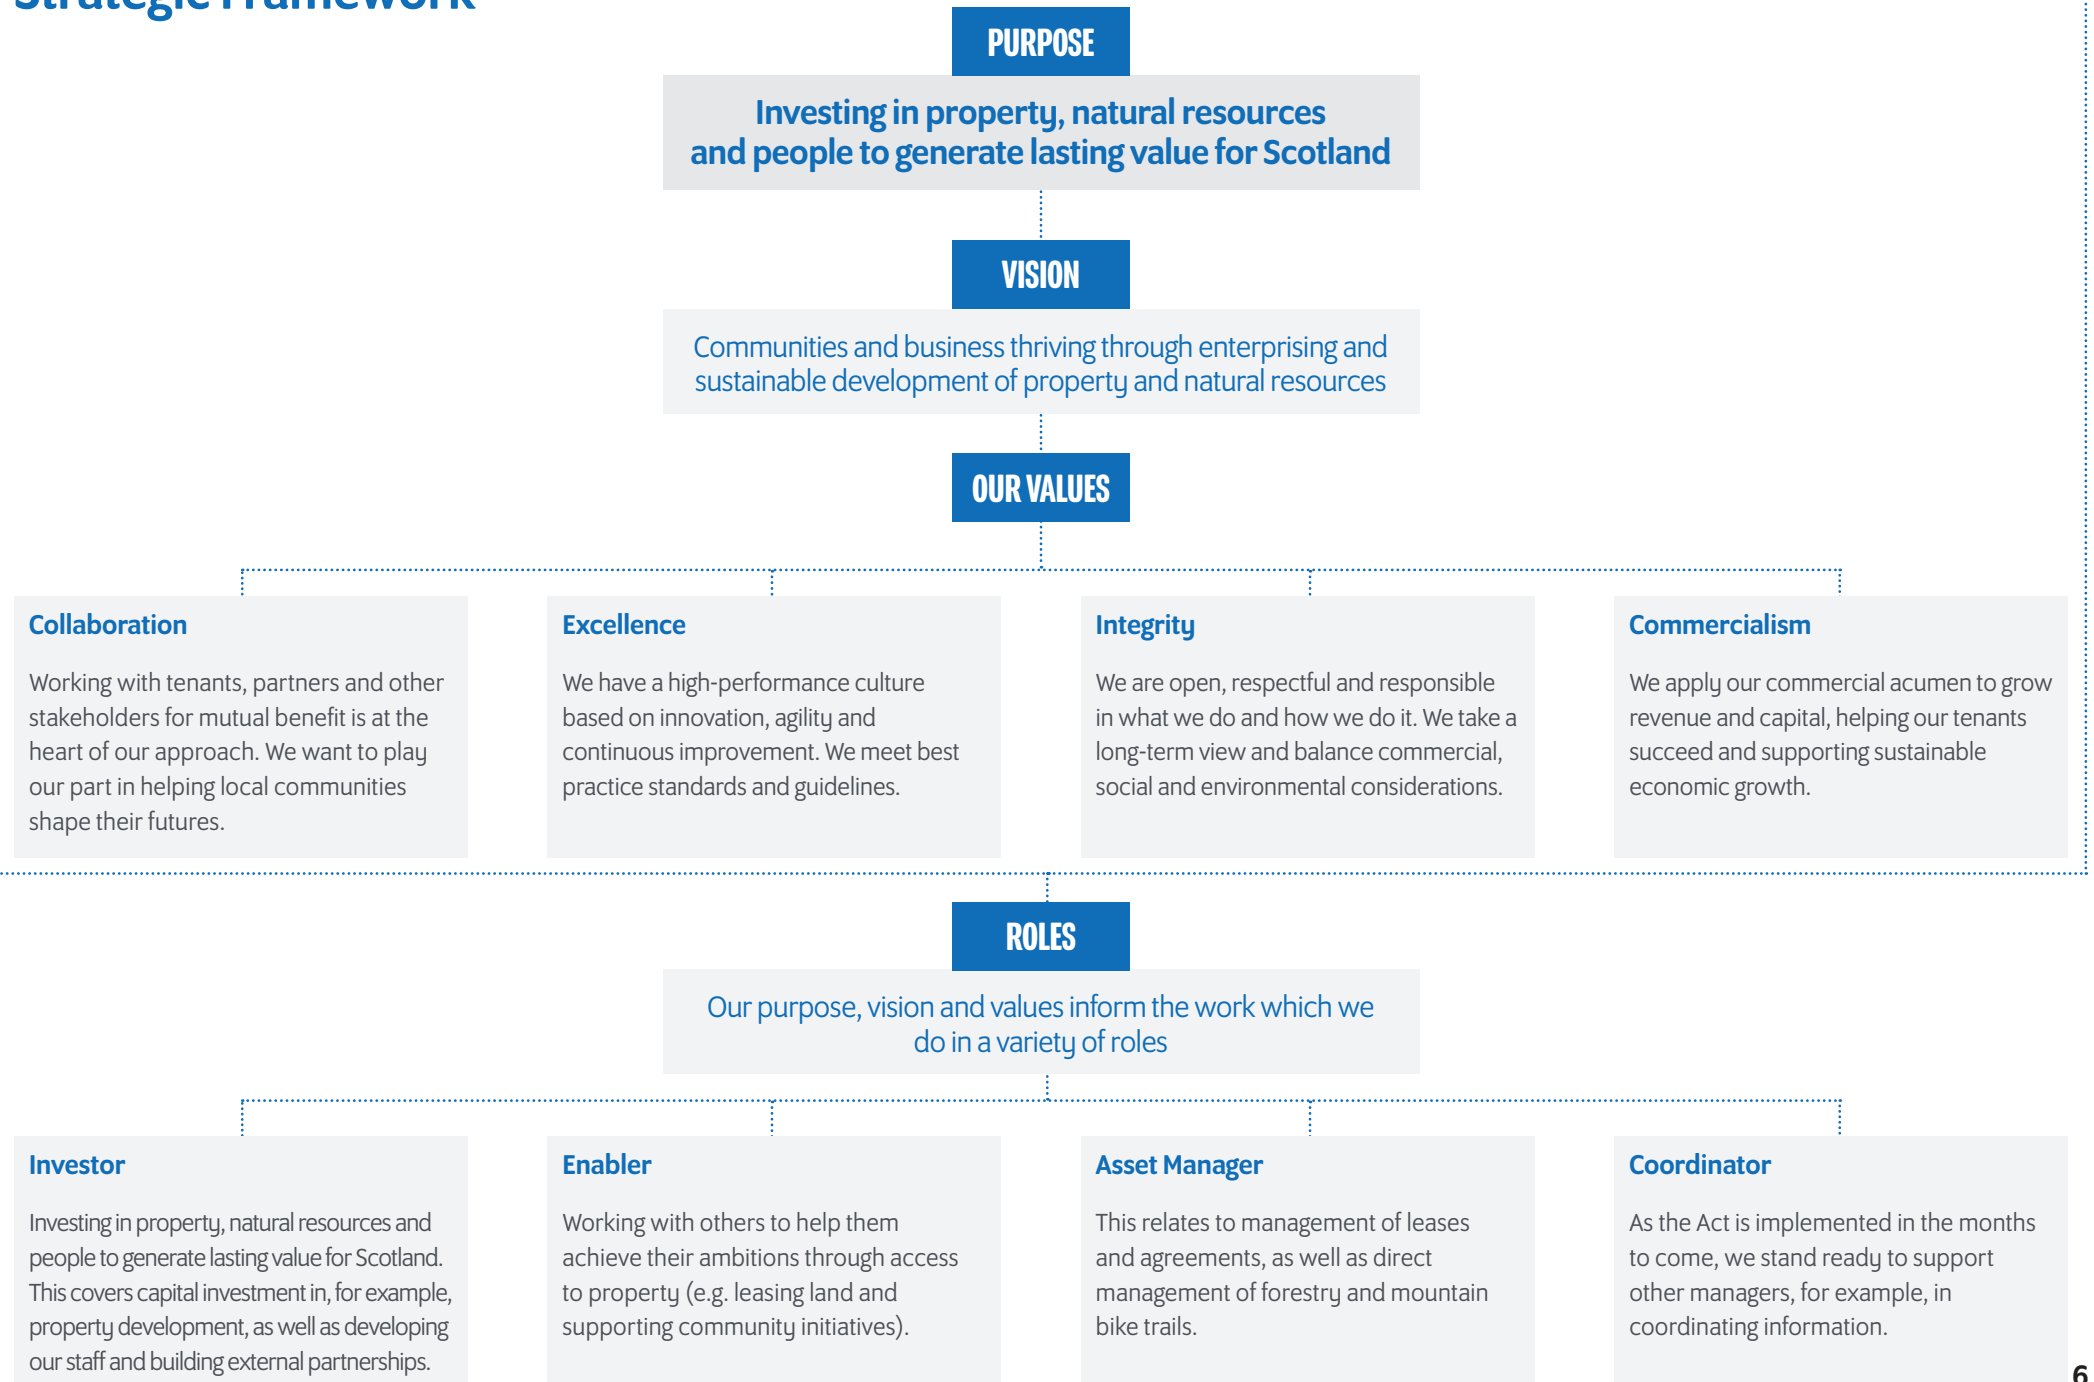 Strategic Framework
PURPOSE
Investing in property, natural resources
and people to generate lasting value for Scotland
VISION
Communities and business thriving through enterprising and
sustainable development of property and natural resources
OUR VALUES
Collaboration
Working with tenants, partners and other
stakeholders for mutual benefit is at the
heart of our approach. We want to play
our part in helping local communities
shape their futures.
Excellence
We have a high-performance culture
based on innovation, agility and
continuous improvement. We meet best
practice standards and guidelines.
Integrity
We are open, respectful and responsible
in what we do and how we do it. We take a
long-term view and balance commercial,
social and environmental considerations.
Commercialism
We apply our commercial acumen to grow
revenue and capital, helping our tenants
succeed and supporting sustainable
economic growth.
ROLES
Our purpose, vision and values inform the work which we
do in a variety of roles
Investor
Investing in property, natural resources and
people to generate lasting value for Scotland.
This covers capital investment in, for example,
property development, as well as developing
our staff and building external partnerships.
Enabler
Working with others to help them
achieve their ambitions through access
to property (e.g. leasing land and
supporting community initiatives).
Asset Manager
This relates to management of leases
and agreements, as well as direct
management of forestry and mountain
bike trails.
Coordinator
As the Act is implemented in the months
to come, we stand ready to support
other managers, for example, in
coordinating information.
6